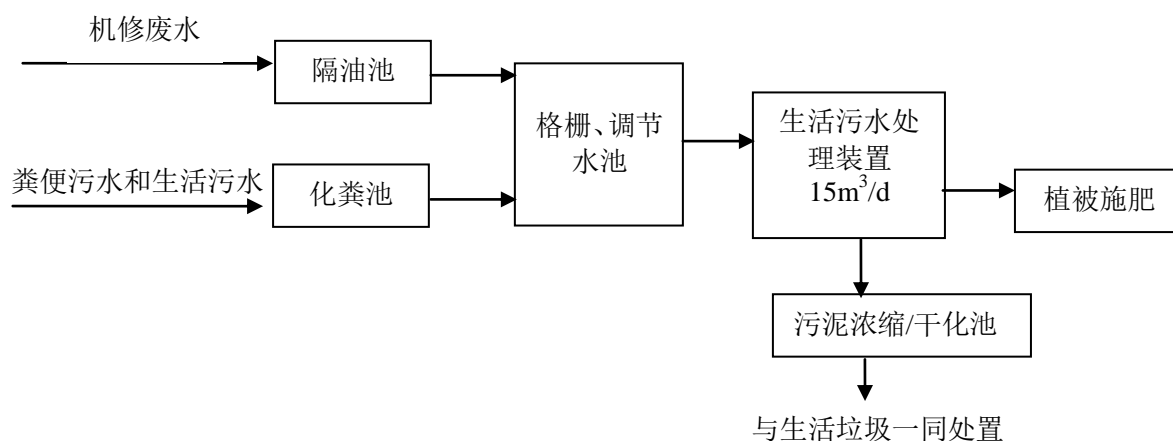 机修废水
隔油池
粪便污水和生活污水
化粪池
格栅、调节
水池
生活污水处
理装置
15m³/d
植被施肥
污泥浓缩/干化池
与生活垃圾一同处置